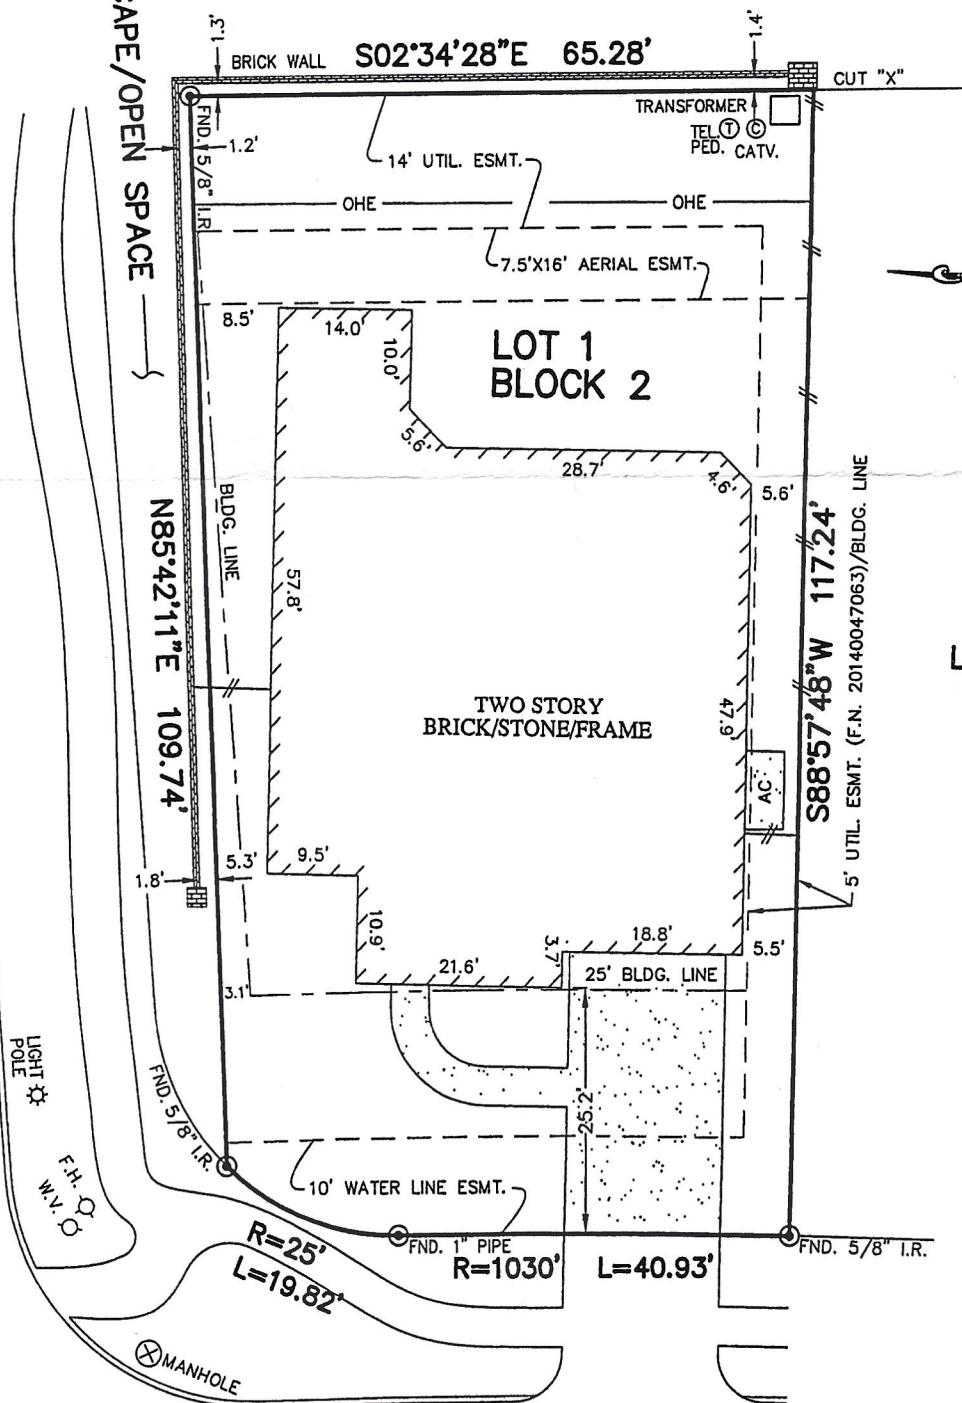 1.3'
BRICK WALL
S02°34'28"E 65.28'
1.4'
CUT "X"
APE/OPEN SPACE
FND. 5/8" I.R
1.2'
TRANSFORMER
TEL. T C
PED. CATV.
14' UTIL. ESMT.
OHE
OHE
7.5'X16' AERIAL ESMT.
8.5'
14.0'
10.0'
LOT 1
BLOCK 2
5.6'
28.7'
4.6'
5.6'
BLDG. LINE
N85°42'11"E 109.74'
57.8'
TWO STORY
BRICK/STONE/FRAME
47.9'
AC
S88°57'48"W 117.24'
5' UTIL. ESMT. (F.N. 20140047063)/BLDG. LINE
1.8'
5.3'
9.5'
10.9'
21.6'
3.7'
18.8'
5.5'
25' BLDG. LINE
3.1'
25.2'
LIGHT
POLE
FND. 5/8" I.R.
F.H.
W.V.
10' WATER LINE ESMT.
R=25'
L=19.82'
FND. 1" PIPE
R=1030' L=40.93'
FND. 5/8" I.R.
MANHOLE